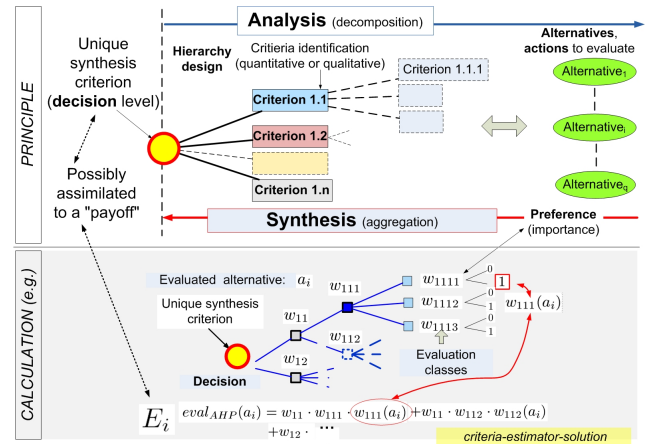 PRINCIPLE
Analysis (decomposition)
Unique
synthesis
criterion
(decision level)
Hierarchy
design
Critieria identification
(quantitative or qualitative)
Alternatives,
actions to evaluate
Criterion 1.1.1
Criterion 1.1
Criterion 1.2
Criterion 1.n
Alternative1
Alternativei
Alternativeq
Possibly
assimilated
to a "payoff"
Synthesis (aggregation)
Preference
(importance)
CALCULATION (e.g.)
Evaluated alternative: ai
Unique synthesis
criterion
Decision
w11
w12
w111
w112
w1111
w1112
w1113
0
1
0
1
0
1
w111(ai)
Evaluation
classes
Ei
evalAHP(ai) = w11 · w111 · w111(ai) +w11 · w112 · w112(ai)
+w12 · ...
criteria-estimator-solution